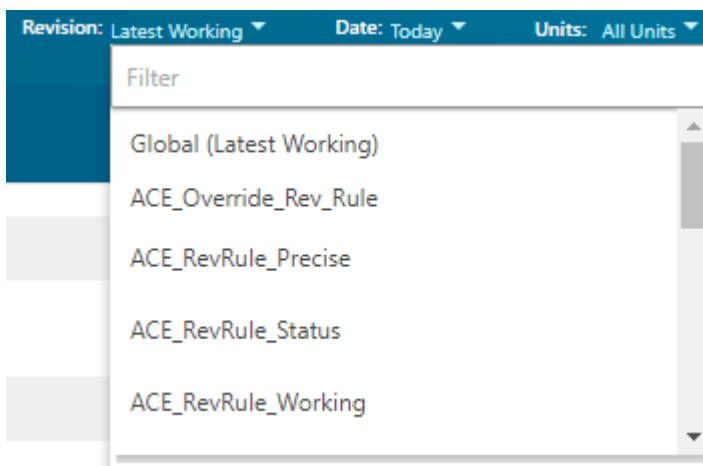 Revision: Latest Working Date: Today Units: All Units
Filter
Global (Latest Working)
ACE_Override_Rev_Rule
ACE_RevRule_Precise
ACE_RevRule_Status
ACE_RevRule_Working